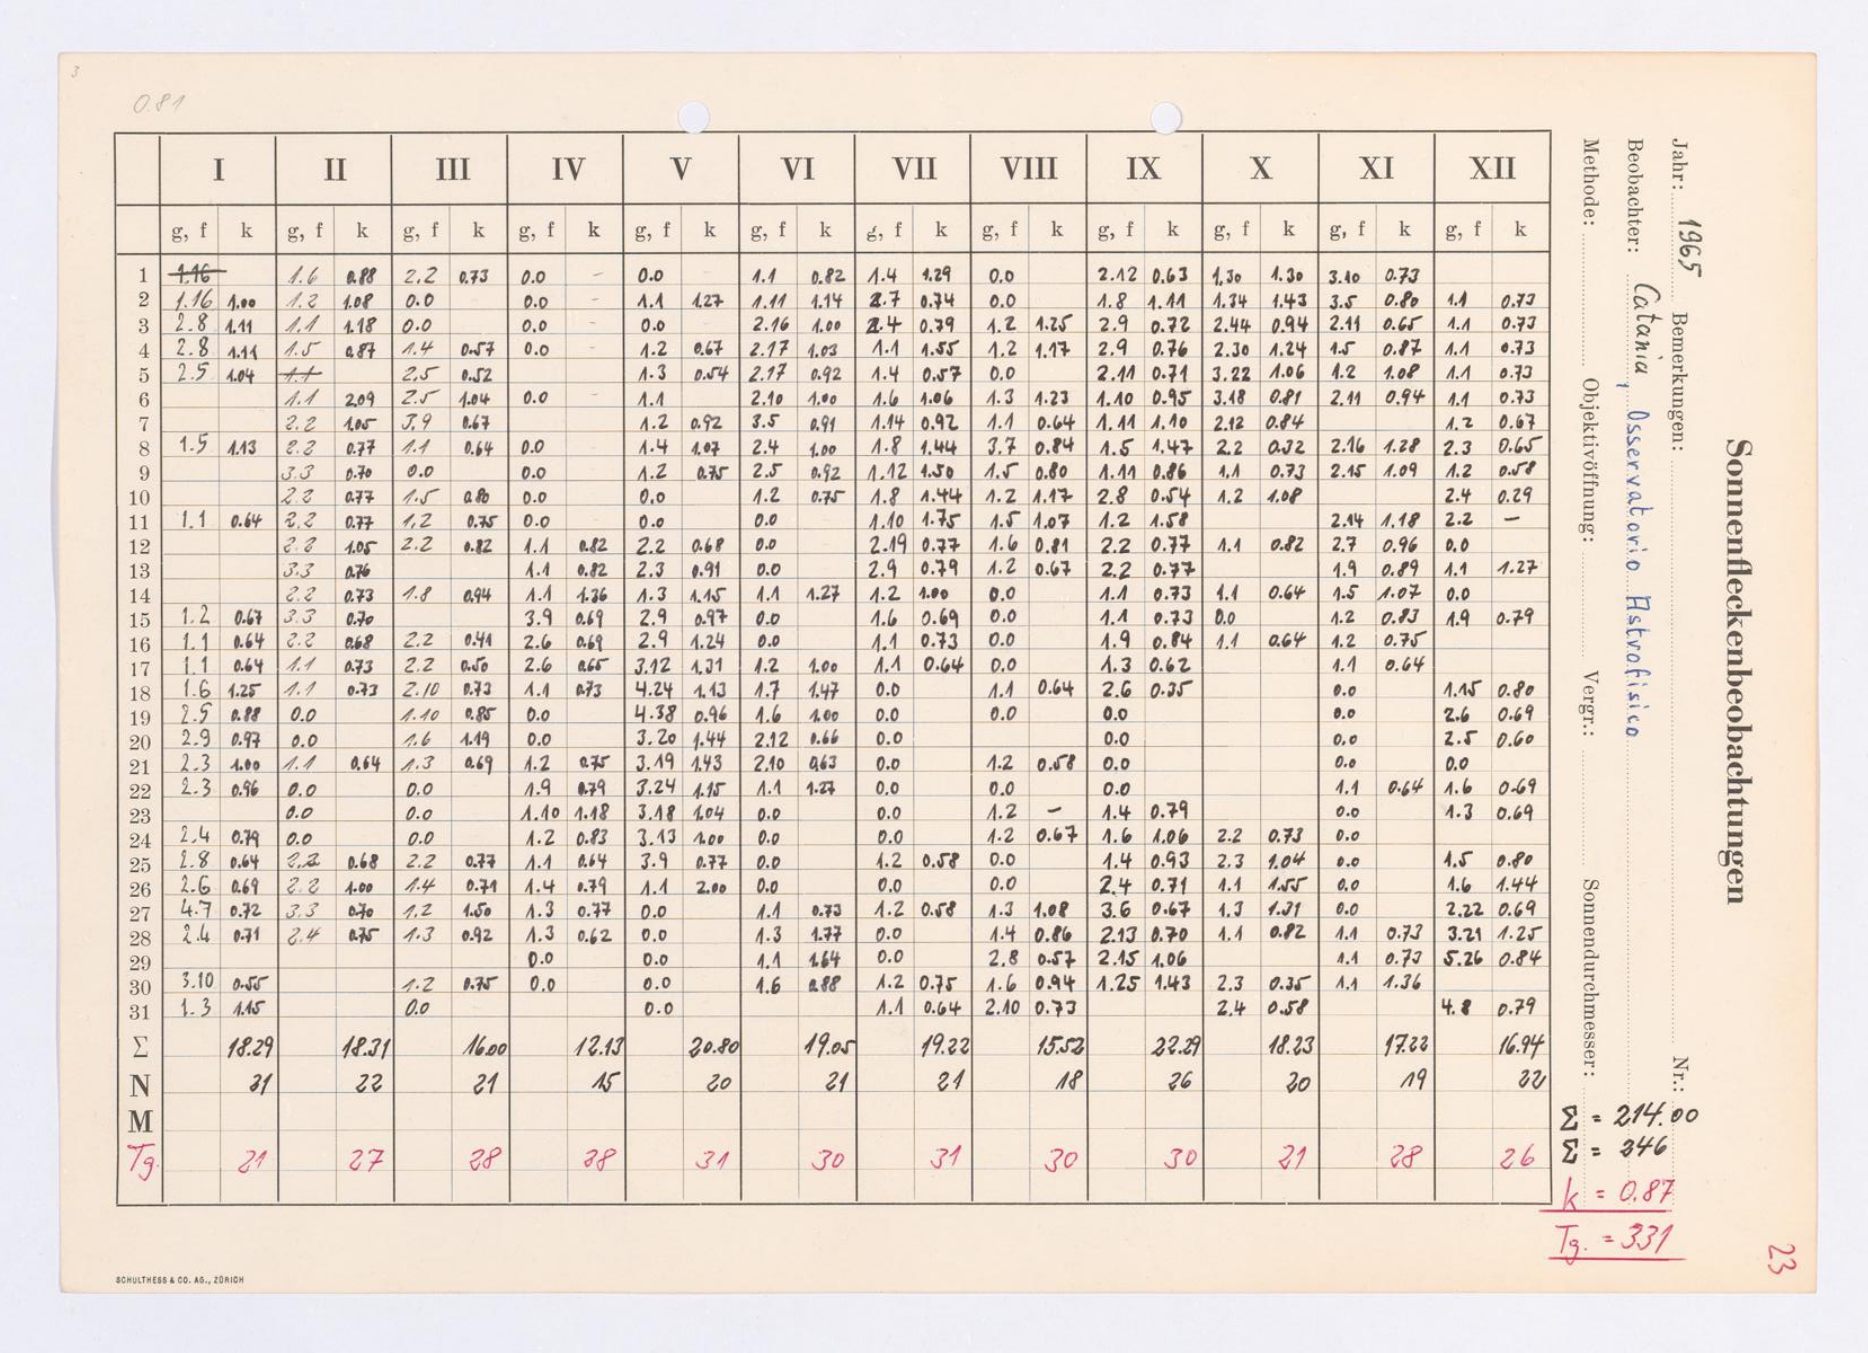 3
0.81
I II III IV V VI VII VIII IX X XI XII
g, f k g, f k g, f k g, f k g, f k g, f k g, f k g, f k g, f k g, f k g, f k g, f k
1 1.16 1.6 0.88 2.2 0.73 0.0 - 0.0 1.1 0.82 1.4 1.29 0.0 2.12 0.63 1.30 1.30 3.10 0.73
2 1.16 1.00 1.2 1.08 0.0 0.0 - 1.1 1.27 1.11 1.14 2.7 0.74 0.0 1.8 1.11 1.34 1.43 3.5 0.80 1.1 0.73
3 2.8 1.11 1.1 1.18 0.0 0.0 - 0.0 2.16 1.00 2.4 0.79 1.2 1.25 2.9 0.72 2.44 0.94 2.11 0.65 1.1 0.73
4 2.8 1.11 1.5 0.87 1.4 0.57 0.0 - 1.2 0.67 2.17 1.03 1.1 1.55 1.2 1.17 2.9 0.76 2.30 1.24 1.5 0.87 1.1 0.73
5 2.5 1.04 1.1 2.5 0.52 1.3 0.54 2.17 0.92 1.4 0.57 0.0 2.11 0.71 3.22 1.06 1.2 1.08 1.1 0.73
6 1.1 2.09 2.5 1.04 0.0 1.1 2.10 1.00 1.6 1.06 1.3 1.23 1.10 0.95 3.18 0.81 2.11 0.94 1.1 0.73
7 2.2 1.05 3.9 0.67 1.2 0.92 3.5 0.91 1.14 0.92 1.1 0.64 1.11 1.10 2.12 0.84 1.2 0.67
8 1.5 1.13 2.2 0.77 1.1 0.64 0.0 1.4 1.07 2.4 1.00 1.8 1.44 3.7 0.84 1.5 1.47 2.2 0.32 2.16 1.28 2.3 0.65
9 3.3 0.70 0.0 0.0 1.2 0.75 2.5 0.92 1.12 1.50 1.5 0.80 1.11 0.86 1.1 0.73 2.15 1.09 1.2 0.58
10 2.2 0.77 1.5 0.80 0.0 0.0 1.2 0.75 1.8 1.44 1.2 1.17 2.8 0.54 1.2 1.08 2.4 0.29
11 1.1 0.64 2.2 0.77 1.2 0.75 0.0 0.0 0.0 1.10 1.75 1.5 1.07 1.2 1.58 2.14 1.18 2.2 -
12 2.2 1.05 2.2 0.82 1.1 0.82 2.2 0.68 0.0 2.19 0.77 1.6 0.81 2.2 0.77 1.1 0.82 2.7 0.96 0.0
13 3.3 0.76 1.1 0.82 2.3 0.91 0.0 2.9 0.79 1.2 0.67 2.2 0.77 1.9 0.89 1.1 1.27
14 2.2 0.73 1.8 0.94 1.1 1.36 1.3 1.15 1.1 1.27 1.2 1.00 0.0 1.1 0.73 1.1 0.64 1.5 1.07 0.0
15 1.2 0.67 3.3 0.70 3.9 0.69 2.9 0.97 0.0 1.6 0.69 0.0 1.1 0.73 0.0 1.2 0.83 1.9 0.79
16 1.1 0.64 2.2 0.68 2.2 0.41 2.6 0.69 2.9 1.24 0.0 1.1 0.73 0.0 1.9 0.84 1.1 0.64 1.2 0.75
17 1.1 0.64 1.1 0.73 2.2 0.50 2.6 0.65 3.12 1.31 1.2 1.00 1.1 0.64 0.0 1.3 0.62 1.1 0.64
18 1.6 1.25 1.1 0.73 2.10 0.73 1.1 0.73 4.24 1.13 1.7 1.47 0.0 1.1 0.64 2.6 0.35 0.0 1.15 0.80
19 2.5 0.88 0.0 1.10 0.85 0.0 4.38 0.96 1.6 1.00 0.0 0.0 0.0 0.0 2.6 0.69
20 2.9 0.97 0.0 1.6 1.19 0.0 3.20 1.44 2.12 0.66 0.0 0.0 0.0 2.5 0.60
21 2.3 1.00 1.1 0.64 1.3 0.69 1.2 0.75 3.19 1.43 2.10 0.63 0.0 1.2 0.58 0.0 0.0 0.0
22 2.3 0.96 0.0 0.0 1.9 0.79 3.24 1.15 1.1 1.27 0.0 0.0 0.0 1.1 0.64 1.6 0.69
23 0.0 0.0 1.10 1.18 3.18 1.04 0.0 0.0 1.2 - 1.4 0.79 0.0 1.3 0.69
24 2.4 0.79 0.0 0.0 1.2 0.83 3.13 1.00 0.0 0.0 1.2 0.67 1.6 1.06 2.2 0.73 0.0
25 2.8 0.64 2.2 0.68 2.2 0.77 1.1 0.64 3.9 0.77 0.0 1.2 0.58 0.0 1.4 0.93 2.3 1.04 0.0 1.5 0.80
26 2.6 0.69 2.2 1.00 1.4 0.71 1.4 0.79 1.1 2.00 0.0 0.0 0.0 2.4 0.71 1.1 1.55 0.0 1.6 1.44
27 4.7 0.72 3.3 0.70 1.2 1.50 1.3 0.77 0.0 1.1 0.73 1.2 0.58 1.3 1.08 3.6 0.67 1.3 1.31 0.0 2.22 0.69
28 2.4 0.71 2.4 0.75 1.3 0.92 1.3 0.62 0.0 1.3 1.77 0.0 1.4 0.86 2.13 0.70 1.1 0.82 1.1 0.73 3.21 1.25
29 0.0 0.0 1.1 1.64 0.0 2.8 0.57 2.15 1.06 1.1 0.73 5.26 0.84
30 3.10 0.55 1.2 0.75 0.0 0.0 1.6 0.88 1.2 0.75 1.6 0.94 1.25 1.43 2.3 0.35 1.1 1.36
31 1.3 1.15 0.0 0.0 1.1 0.64 2.10 0.73 2.4 0.58 4.8 0.79
Σ 18.29 18.31 16.00 12.13 20.80 19.05 19.22 15.52 22.29 18.23 17.22 16.94
N 21 22 21 15 20 21 21 18 26 20 19 22
M
Tg. 21 27 28 28 31 30 31 30 30 21 28 26
Sonnenfleckenbeobachtungen
Jahr: 1965 Bemerkungen: Nr.:
Beobachter: Catania, Osservatorio Astrofisico
Methode: Objektivöffnung: Vergr.: Sonnendurchmesser:
Σ = 214.00
Σ = 246
k = 0.87
Tg. = 331
23
SCHULTHESS & CO. AG., ZÜRICH